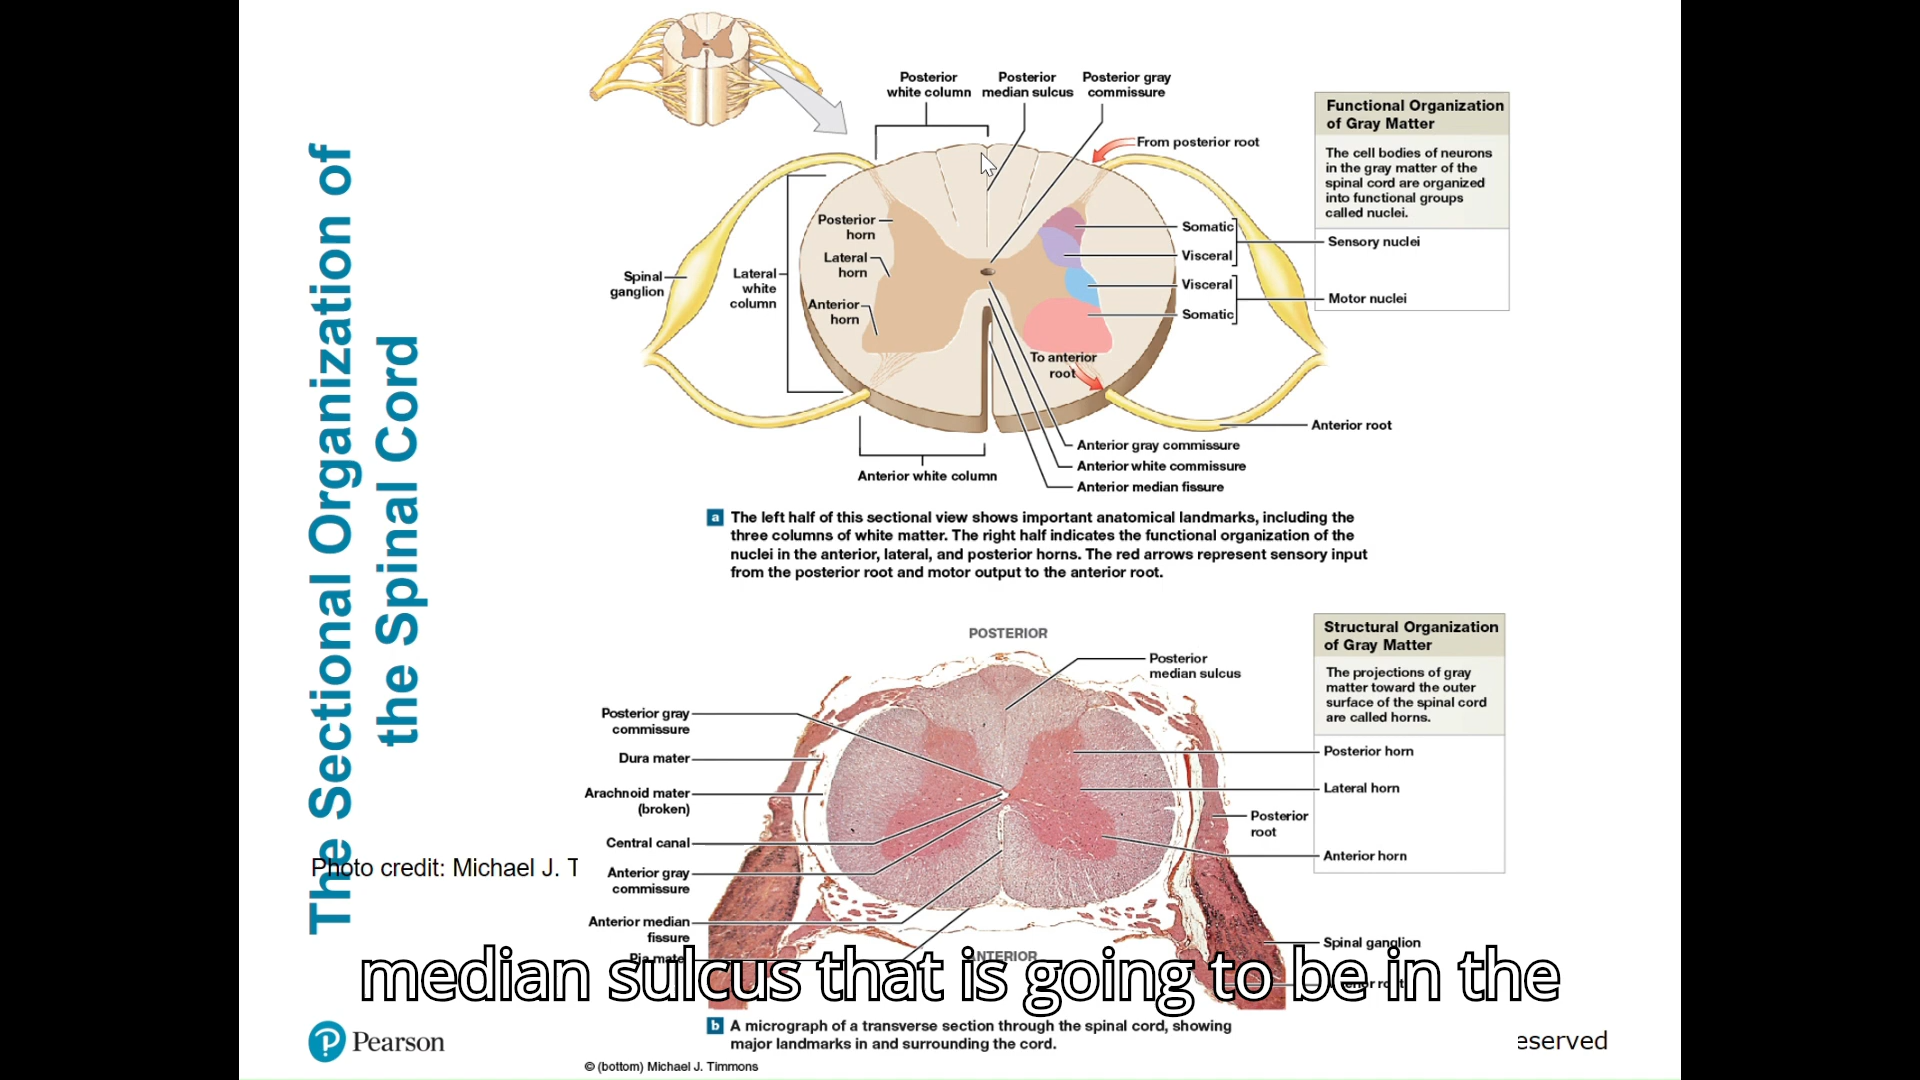 The Sectional Organization of
the Spinal Cord
Posterior
white column
Posterior
median sulcus
Posterior gray
commissure
From posterior root
Posterior
horn
Lateral
horn
Anterior
horn
Spinal
ganglion
Lateral
white
column
Somatic
Visceral
Visceral
Somatic
To anterior
root
Anterior root
Anterior gray commissure
Anterior white commissure
Anterior median fissure
Anterior white column
Functional Organization
of Gray Matter
The cell bodies of neurons
in the gray matter of the
spinal cord are organized
into functional groups
called nuclei.
Sensory nuclei
Motor nuclei
a The left half of this sectional view shows important anatomical landmarks, including the
three columns of white matter. The right half indicates the functional organization of the
nuclei in the anterior, lateral, and posterior horns. The red arrows represent sensory input
from the posterior root and motor output to the anterior root.
POSTERIOR
Posterior
median sulcus
Posterior gray
commissure
Dura mater
Arachnoid mater
(broken)
Central canal
Anterior gray
commissure
Anterior median
fissure
Pia mater
ANTERIOR
Structural Organization
of Gray Matter
The projections of gray
matter toward the outer
surface of the spinal cord
are called horns.
Posterior horn
Lateral horn
Posterior
root
Anterior horn
Spinal ganglion
Photo credit: Michael J. T
median sulcus that is going to be in the
b A micrograph of a transverse section through the spinal cord, showing
major landmarks in and surrounding the cord.
© (bottom) Michael J. Timmons
Pearson
eserved